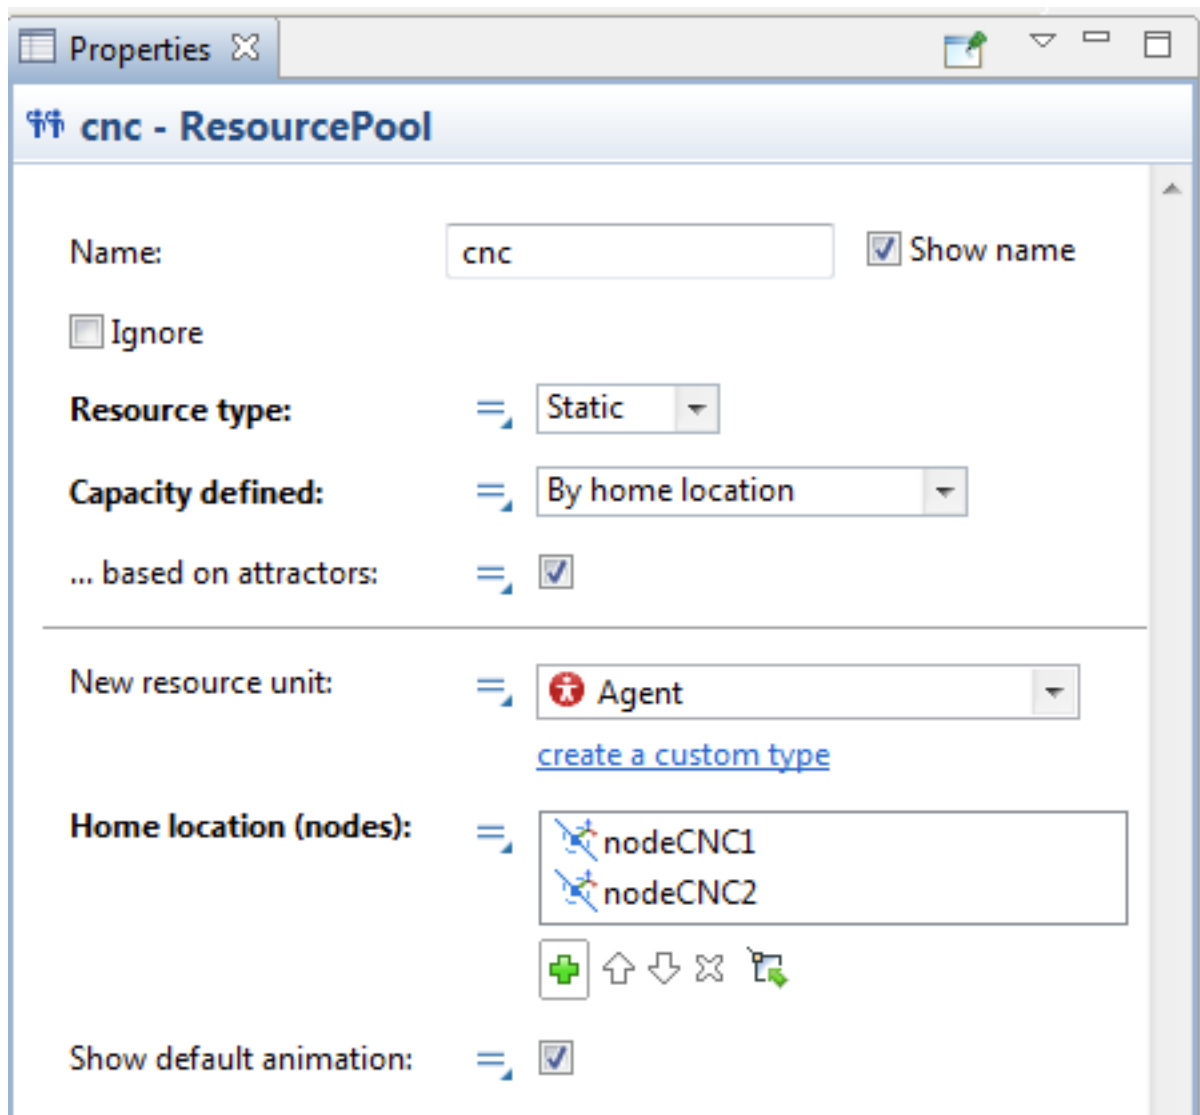 Properties
cnc - ResourcePool
Name: cnc Show name
Ignore
Resource type: Static
Capacity defined: By home location
... based on attractors:
New resource unit: Agent
create a custom type
Home location (nodes): nodeCNC1
nodeCNC2
Show default animation: